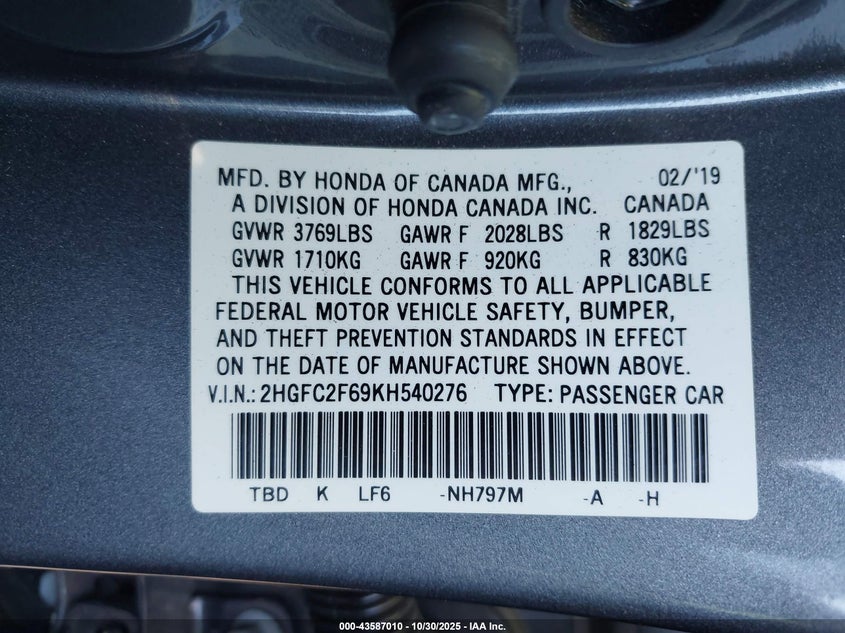 MFD. BY HONDA OF CANADA MFG., 02/'19
A DIVISION OF HONDA CANADA INC. CANADA
GVWR 3769LBS GAWR F 2028LBS R 1829LBS
GVWR 1710KG GAWR F 920KG R 830KG
THIS VEHICLE CONFORMS TO ALL APPLICABLE
FEDERAL MOTOR VEHICLE SAFETY, BUMPER,
AND THEFT PREVENTION STANDARDS IN EFFECT
ON THE DATE OF MANUFACTURE SHOWN ABOVE.
V.I.N.: 2HGFC2F69KH540276 TYPE: PASSENGER CAR
TBD K LF6 -NH797M -A -H
000-43587010 - 10/30/2025 - IAA Inc.